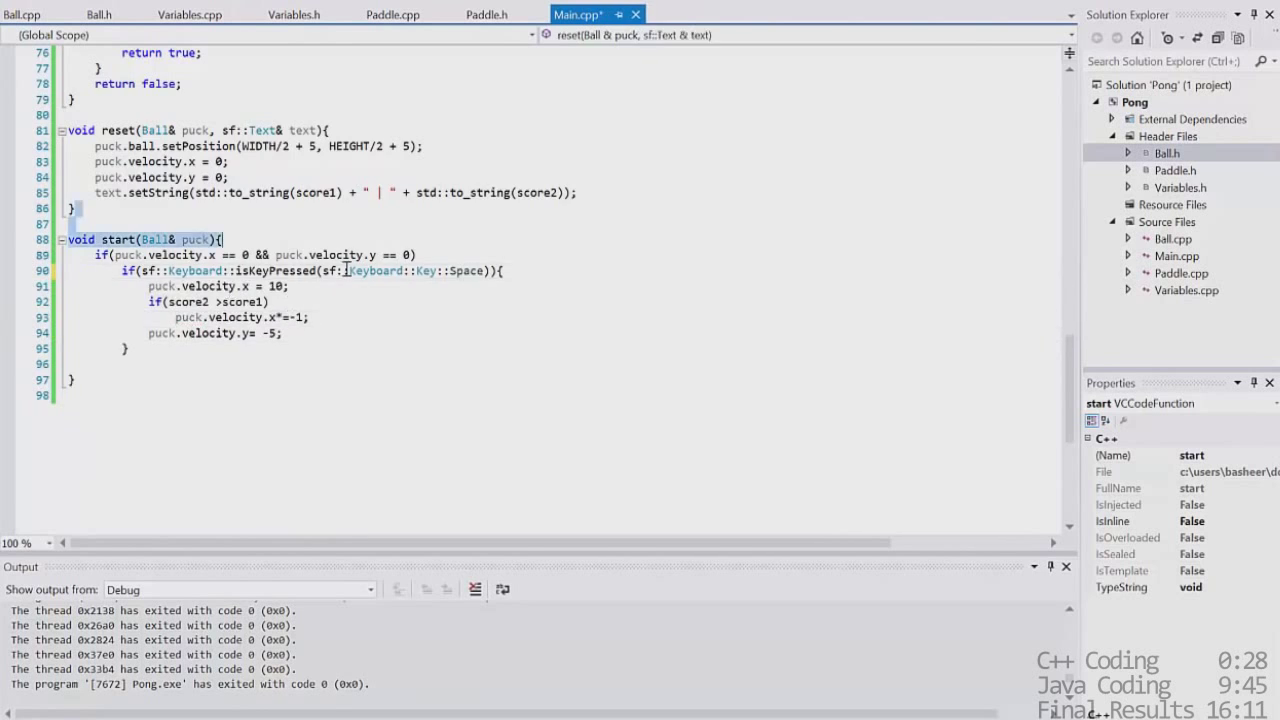 Ball.cpp Ball.h Variables.cpp Variables.h Paddle.cpp Paddle.h Main.cpp*
(Global Scope) reset(Ball & puck, sf::Text & text)
76 return true;
77 }
78 return false;
79 }
80
81 void reset(Ball& puck, sf::Text& text){
82 puck.ball.setPosition(WIDTH/2 + 5, HEIGHT/2 + 5);
83 puck.velocity.x = 0;
84 puck.velocity.y = 0;
85 text.setString(std::to_string(score1) + " | " + std::to_string(score2));
86 }
87
88 void start(Ball& puck){
89 if(puck.velocity.x == 0 && puck.velocity.y == 0)
90 if(sf::Keyboard::isKeyPressed(sf::Keyboard::Key::Space)){
91 puck.velocity.x = 10;
92 if(score2 >score1)
93 puck.velocity.x*=-1;
94 puck.velocity.y= -5;
95 }
96
97 }
98
100 %
Output
Show output from: Debug
The thread 0x2138 has exited with code 0 (0x0).
The thread 0x26a0 has exited with code 0 (0x0).
The thread 0x2824 has exited with code 0 (0x0).
The thread 0x37e0 has exited with code 0 (0x0).
The thread 0x33b4 has exited with code 0 (0x0).
The program '[7672] Pong.exe' has exited with code 0 (0x0).
Solution Explorer
Search Solution Explorer (Ctrl+;)
Solution 'Pong' (1 project)
Pong
External Dependencies
Header Files
Ball.h
Paddle.h
Variables.h
Resource Files
Source Files
Ball.cpp
Main.cpp
Paddle.cpp
Variables.cpp
Properties
start VCCodeFunction
C++
(Name) start
File c:\users\basheer\do
FullName start
IsInjected False
IsInline False
IsOverloaded False
IsSealed False
IsTemplate False
TypeString void
C++ Coding 0:28
Java Coding 9:45
Final Results 16:11
C++